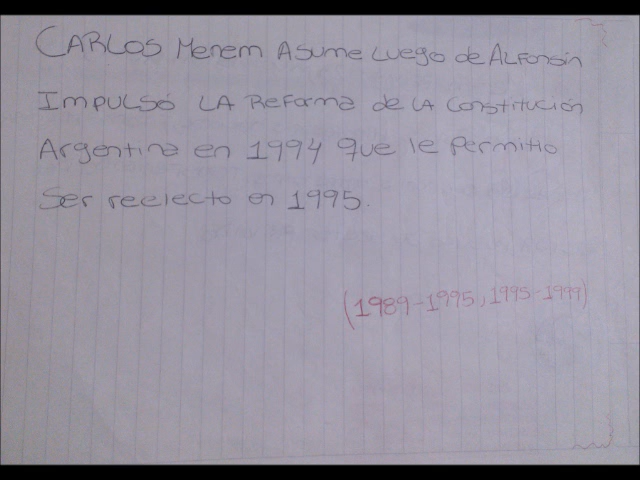 CARLOS Menem Asume Luego de ALFonsín
Impulsó LA Reforma de LA Constitución
Argentina en 1994 que le Permitio
Ser reelecto en 1995.
(1989-1995, 1995-1999)